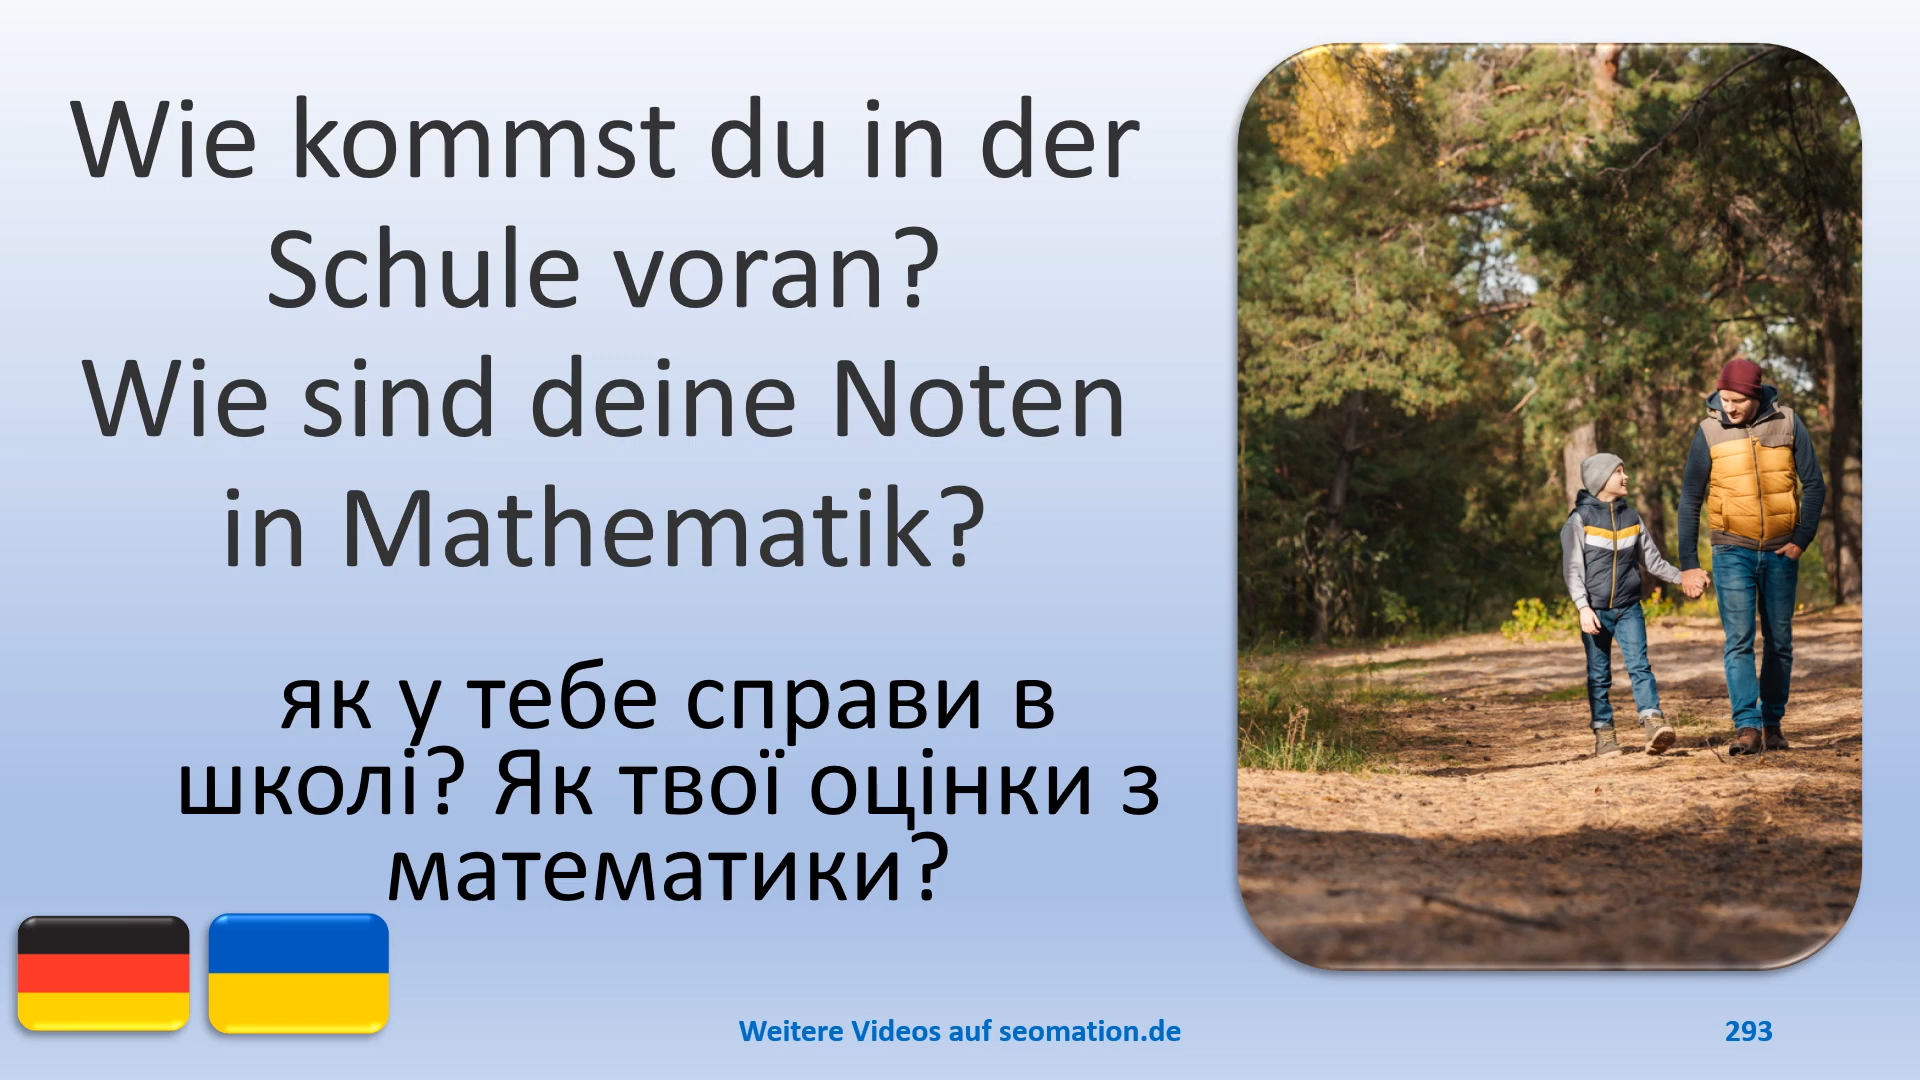 Wie kommst du in der
Schule voran?
Wie sind deine Noten
in Mathematik?
як у тебе справи в
школі? Як твої оцінки з
математики?
Weitere Videos auf seomation.de
293